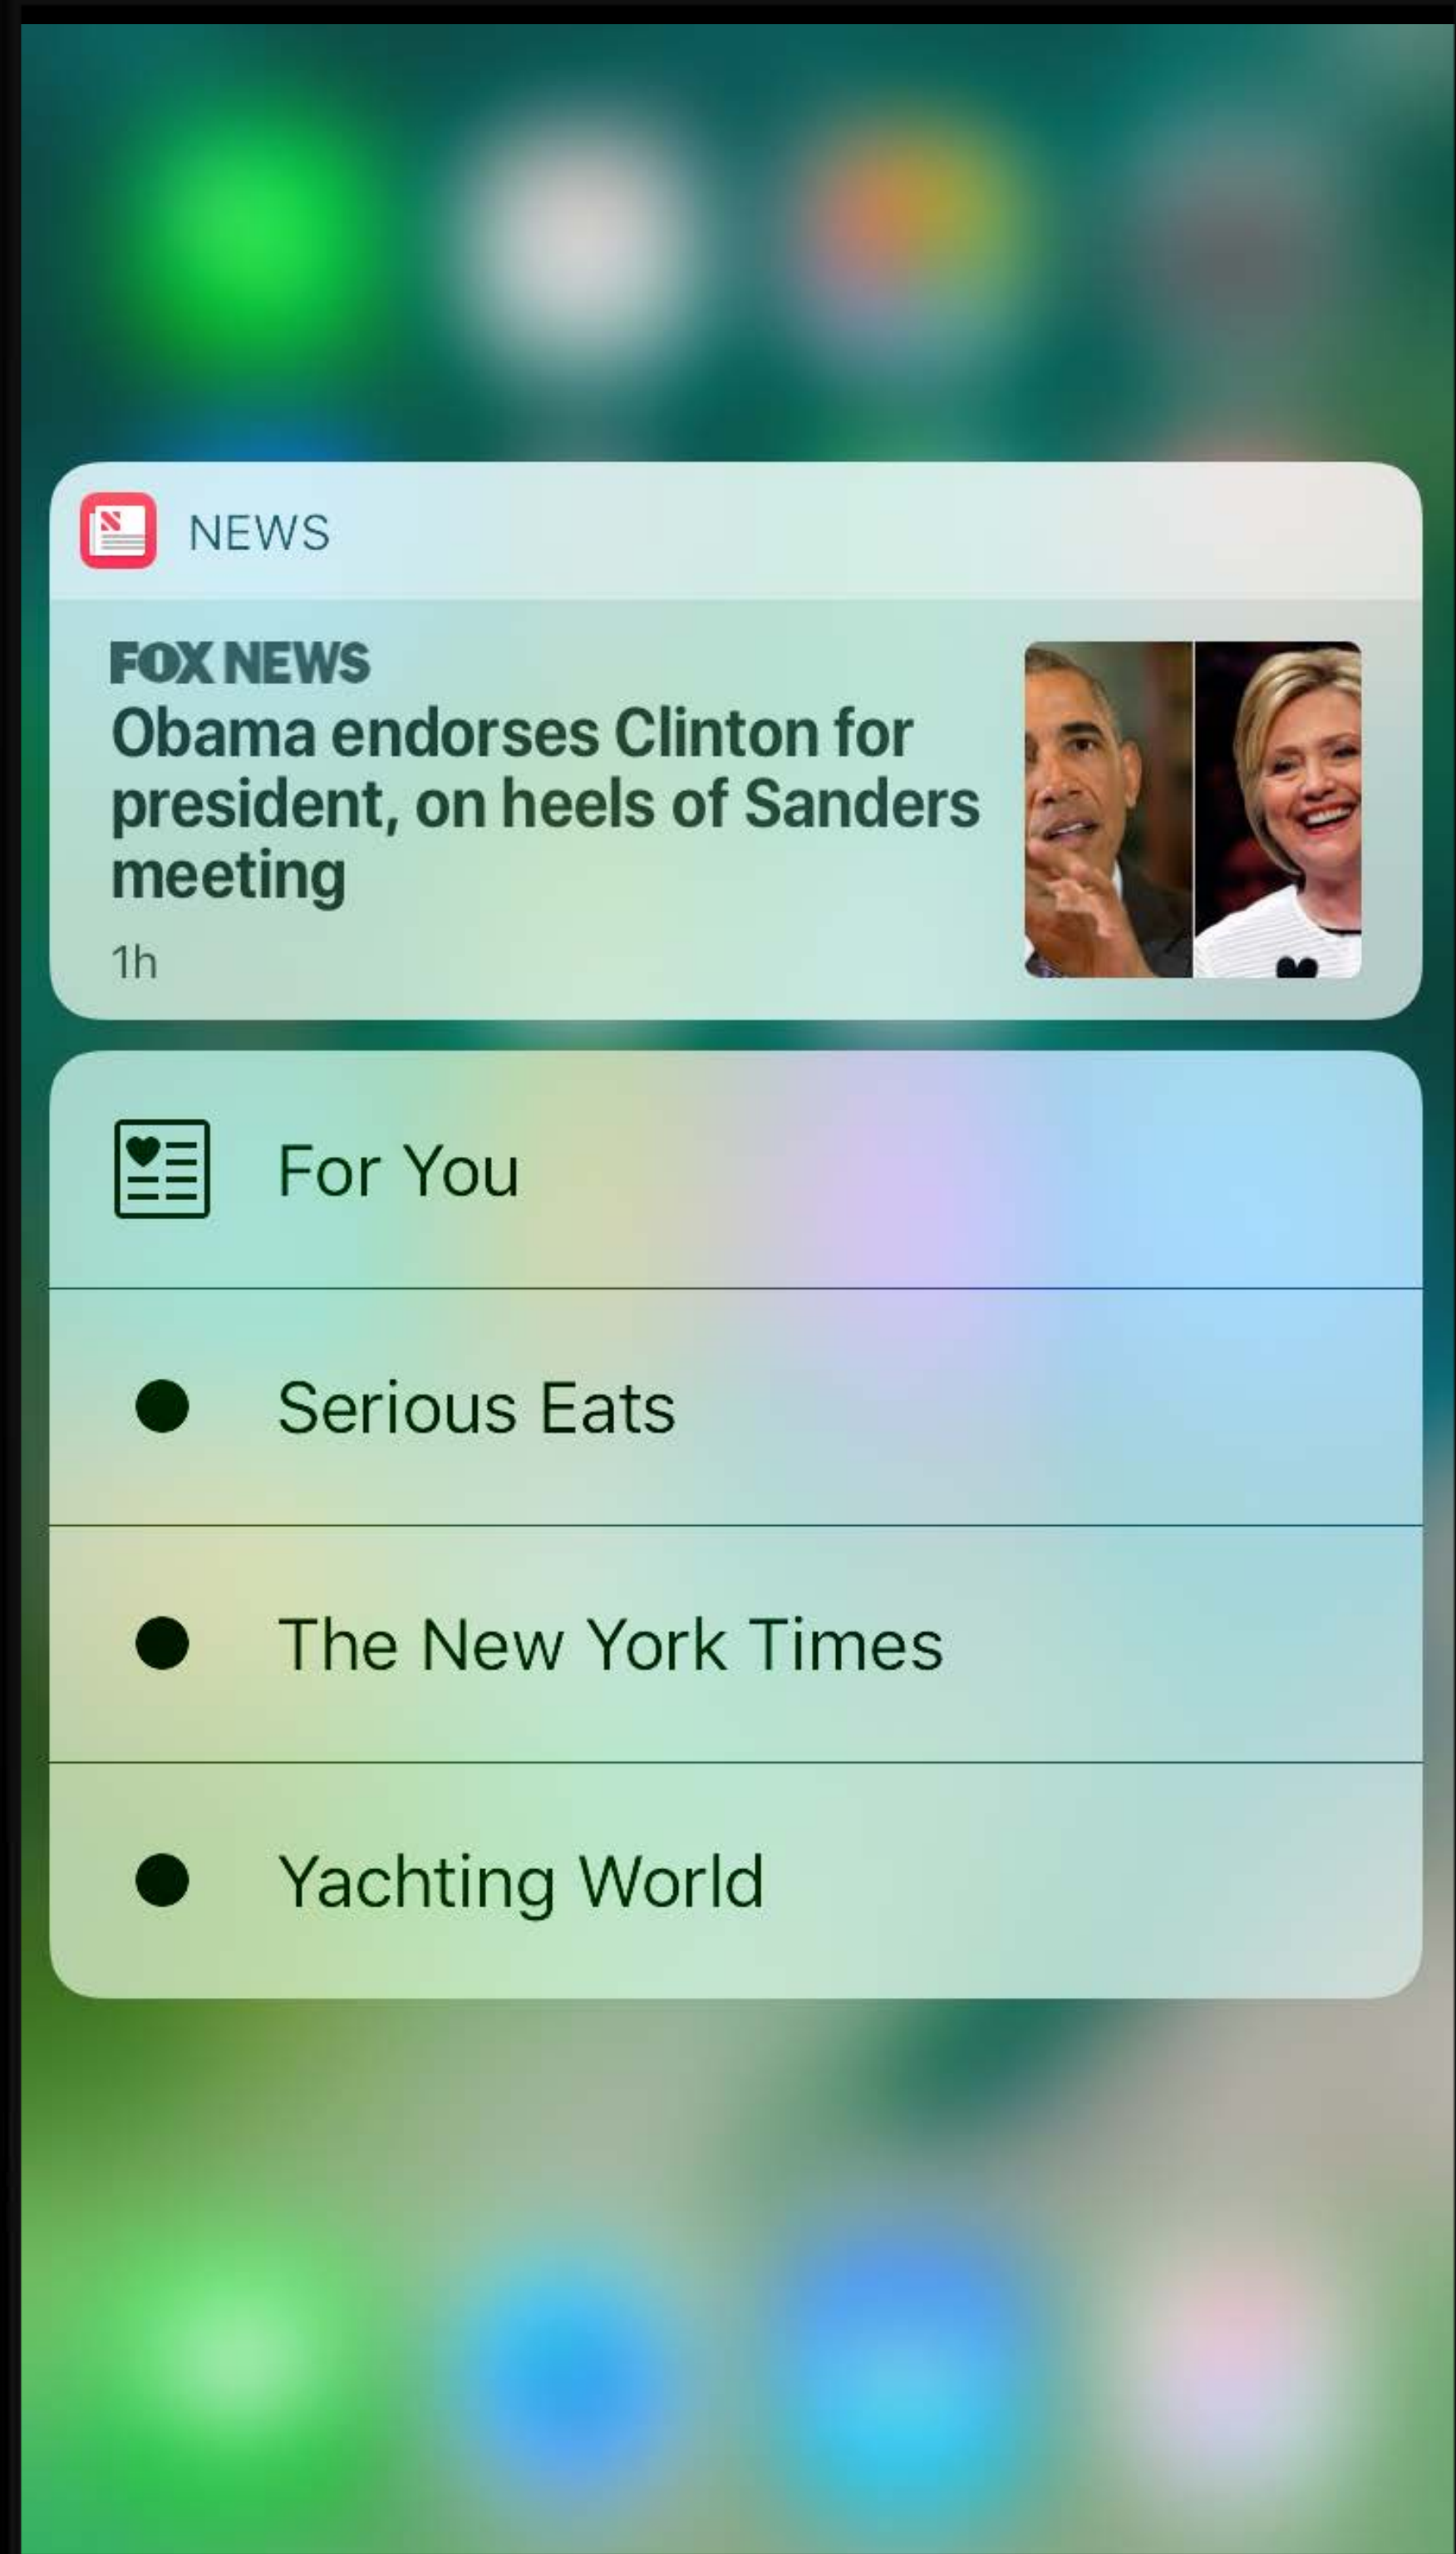 NEWS
FOX NEWS
Obama endorses Clinton for
president, on heels of Sanders
meeting
1h
For You
Serious Eats
The New York Times
Yachting World